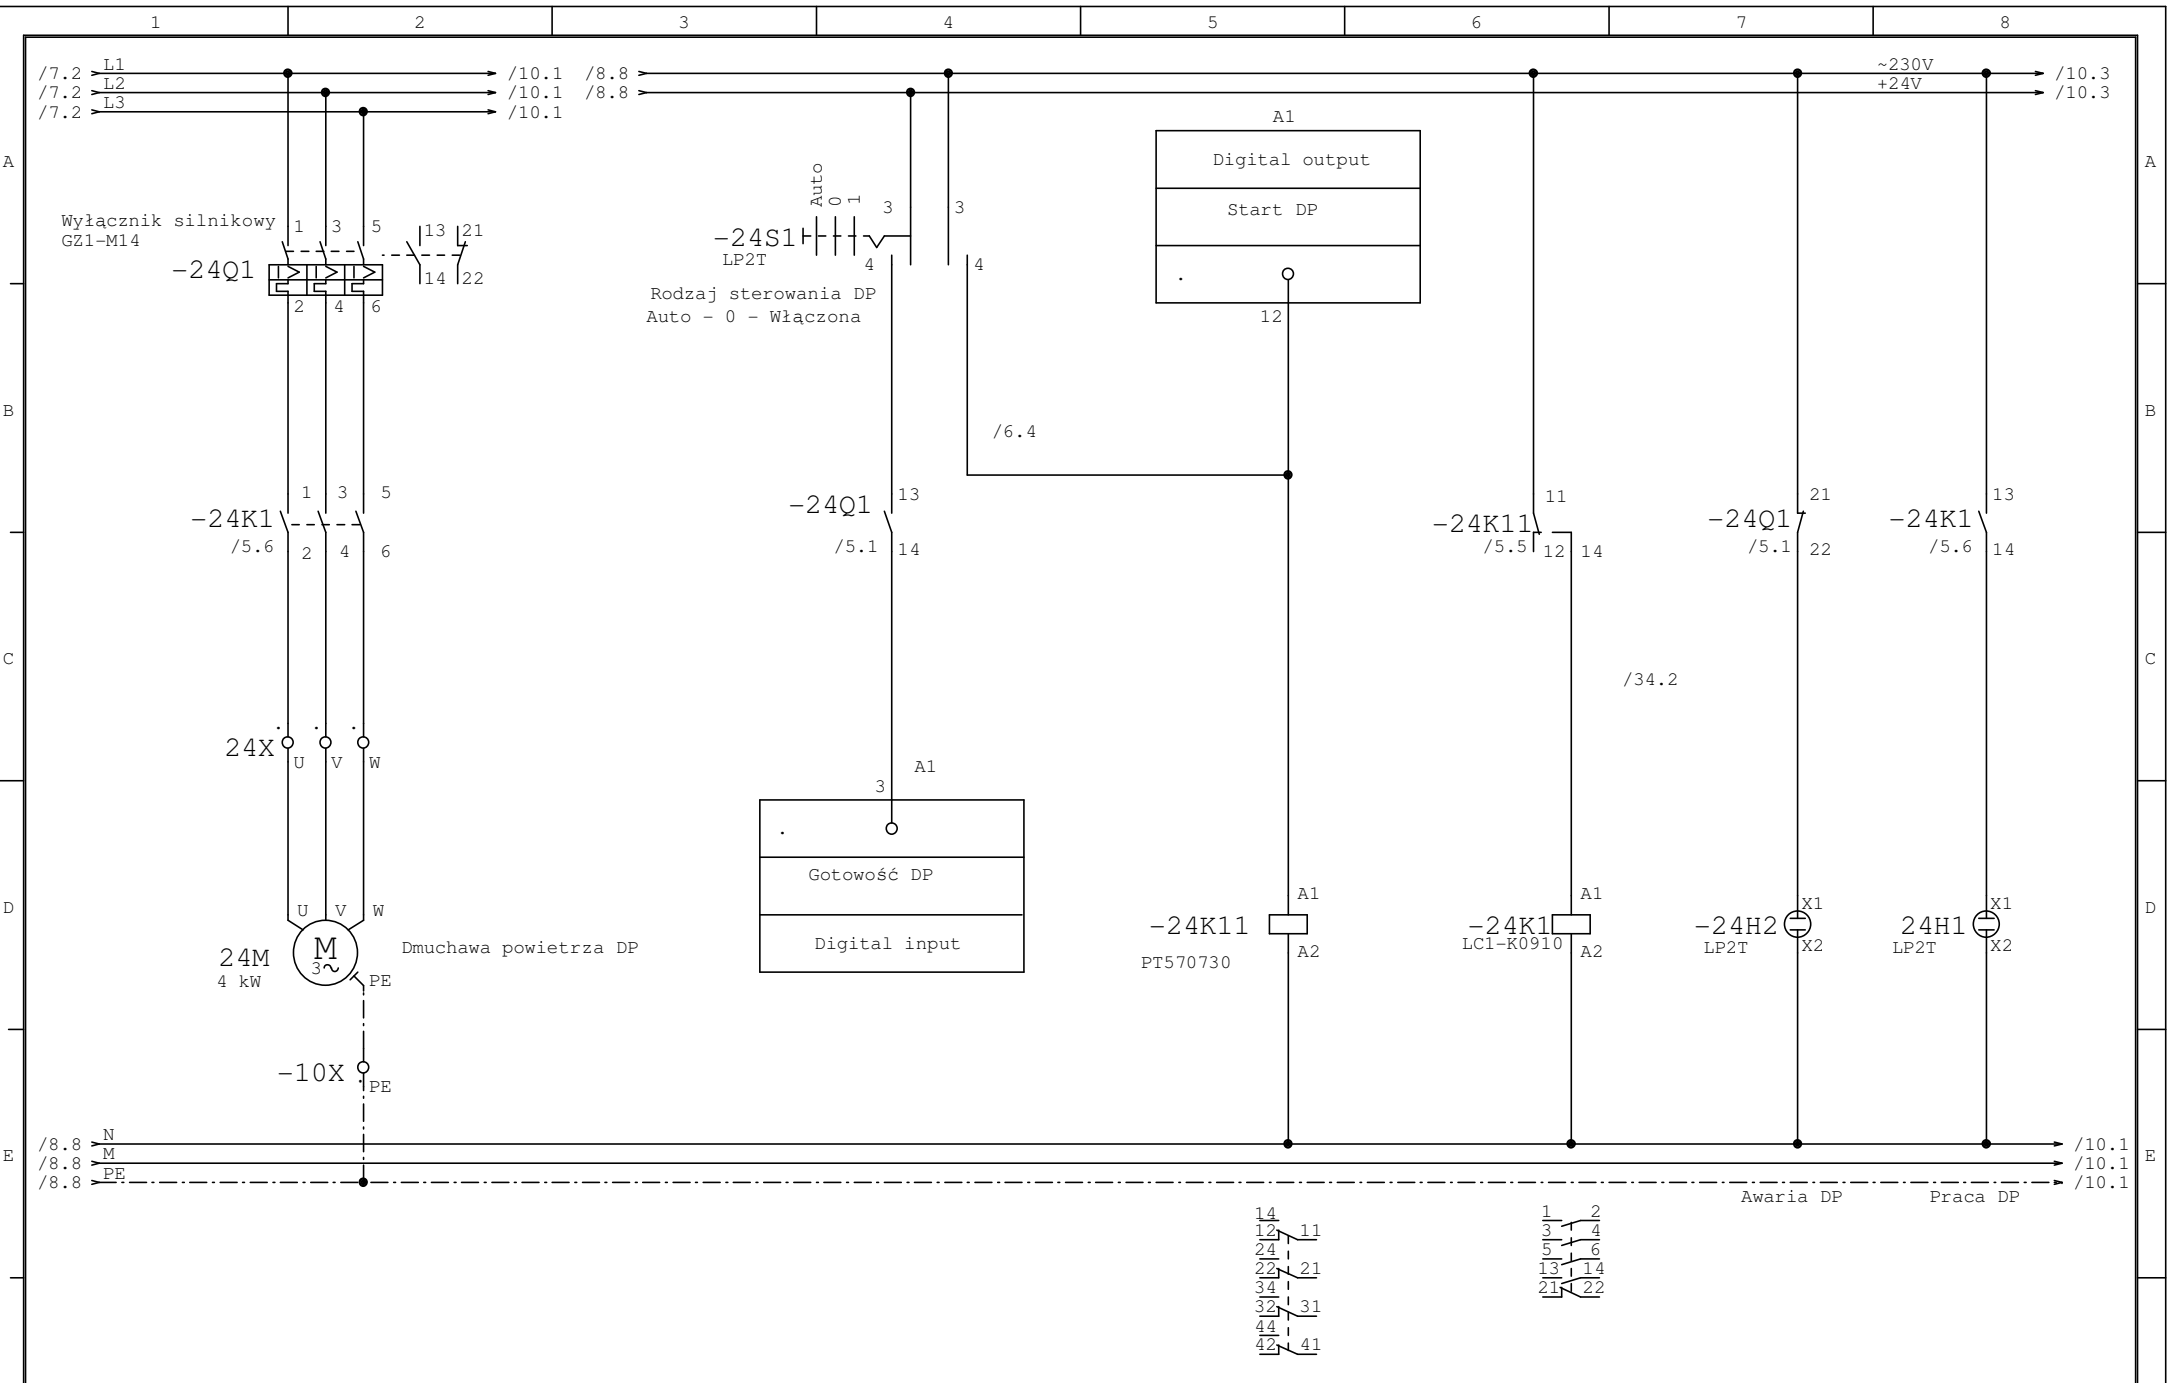 1 2 3 4 5 6 7 8
/7.2 L1 /10.1 /8.8 ~230V /10.3
/7.2 L2 /10.1 /8.8 +24V /10.3
/7.2 L3 /10.1
A1
A Digital output A
Auto 0 1
Start DP
3 3
Wyłącznik silnikowy 1 3 5 13 21
GZ1-M14
-24S1
LP2T
4 4
-24Q1
14 22
2 4 6
Rodzaj sterowania DP
Auto - 0 - Włączona
.
12
B /6.4 B
1 3 5
-24K1
/5.6 2 4 6
-24Q1 13
/5.1 14
11
-24K11
/5.5 12 14
21
-24Q1
/5.1 22
13
-24K1
/5.6 14
C C
/34.2
. . .
24X
U V W
A1
3
.
Gotowość DP
Digital input
D D
U V W
M
3~
24M
4 kW
PE
Dmuchawa powietrza DP
A1
-24K11
A2
PT570730
A1
-24K1
LC1-K0910
A2
X1
-24H2
LP2T X2
X1
24H1
LP2T X2
-10X
. PE
/8.8 N /10.1
E /8.8 M /10.1 E
/8.8 PE /10.1
Awaria DP Praca DP
14
12 11
24
22 21
34
32 31
44
42 41
1 2
3 4
5 6
13 14
21 22